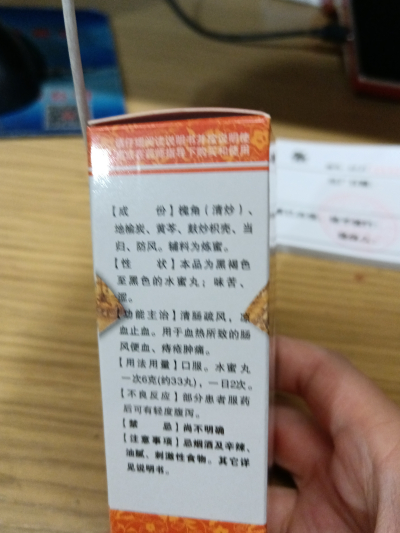 请仔细阅读说明书并按说明使
用或在药师指导下购买和使用
【成　　份】槐角（清炒）、
地榆炭、黄芩、麸炒枳壳、当
归、防风。辅料为炼蜜。
【性　　状】本品为黑褐色
至黑色的水蜜丸；味苦、
涩。
【功能主治】清肠疏风，凉
血止血。用于血热所致的肠
风便血、痔疮肿痛。
【用法用量】口服。水蜜丸
一次6克(约33丸)，一日2次。
【不良反应】部分患者服药
后可有轻度腹泻。
【禁　　忌】尚不明确
【注意事项】忌烟酒及辛辣、
油腻、刺激性食物。其它详
见说明书。